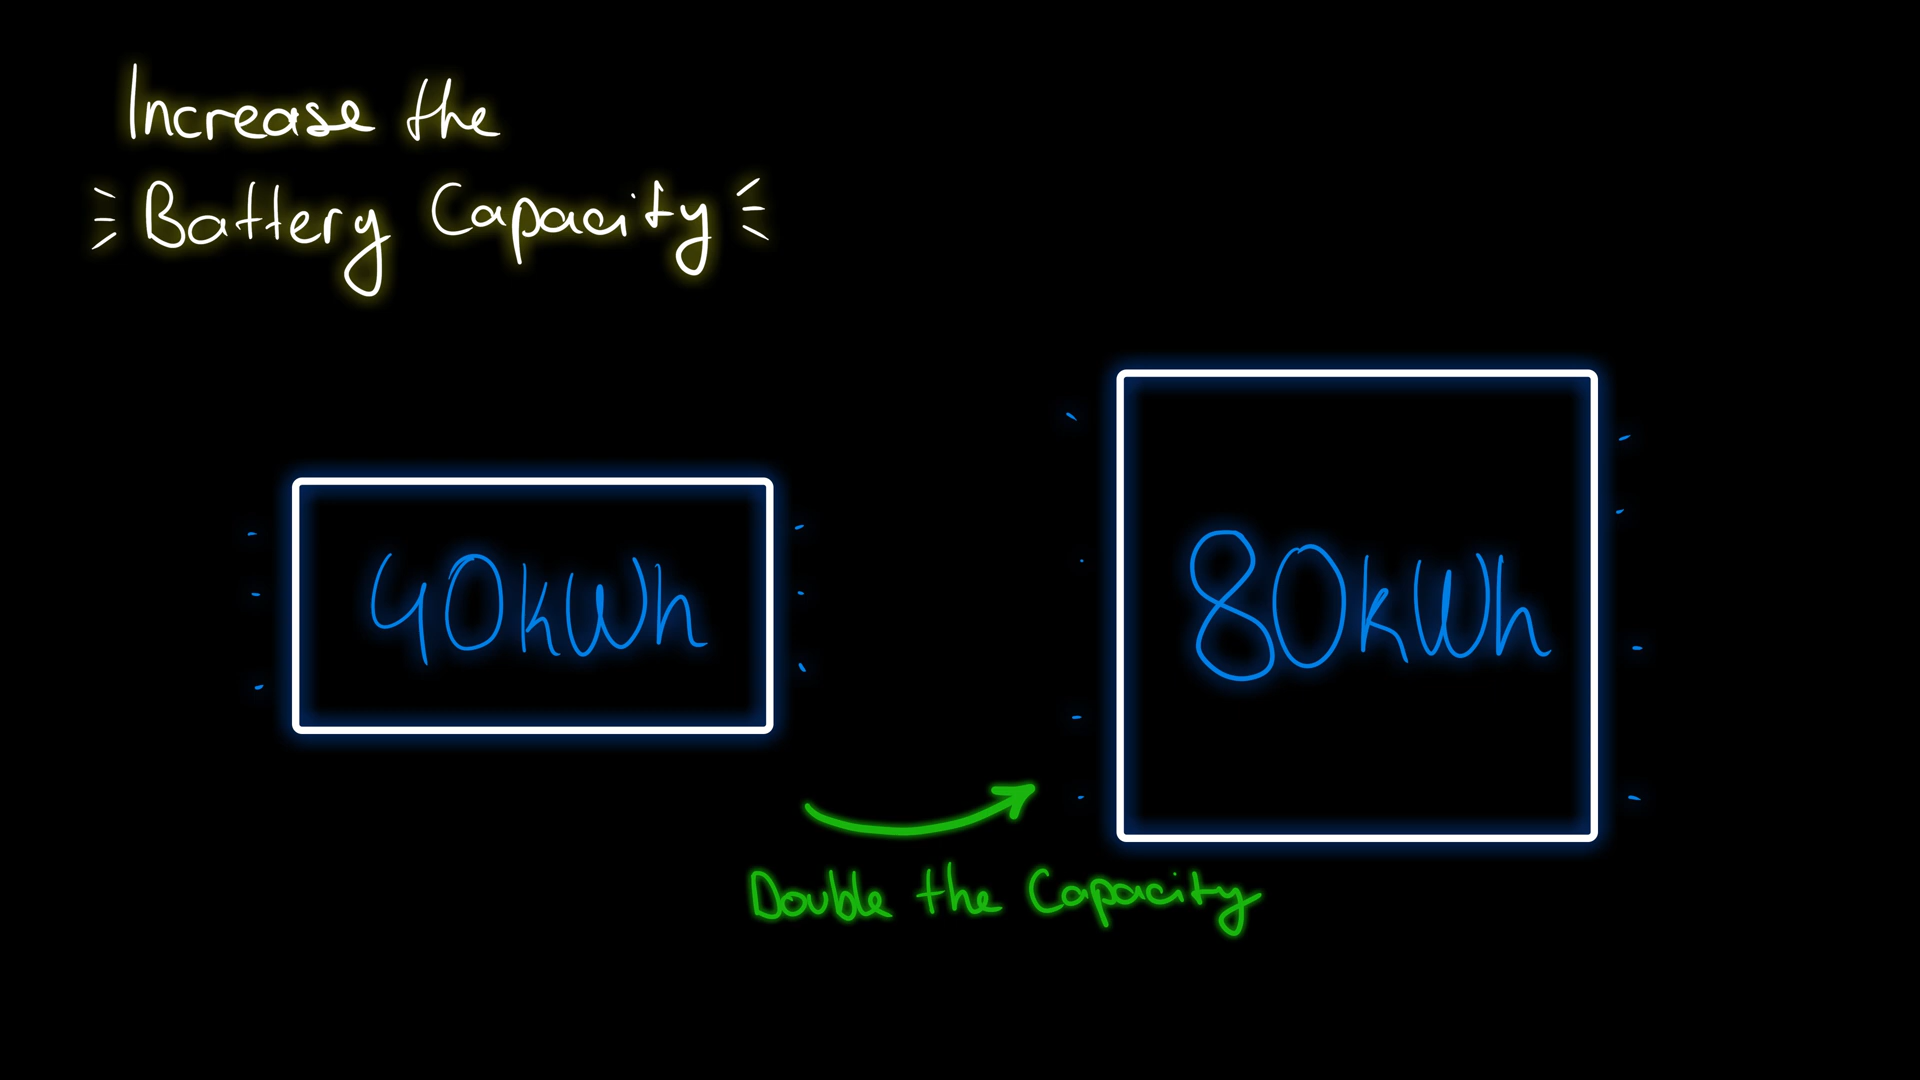 Increase the
Battery Capacity
40kWh
80kWh
Double the Capacity